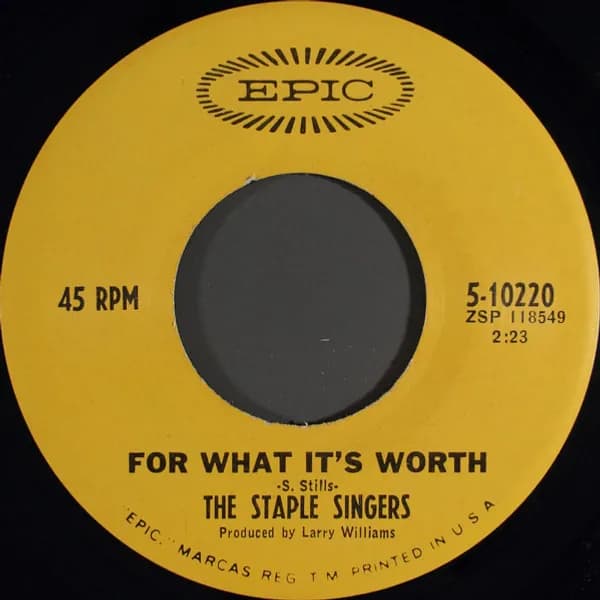 EPIC
45 RPM
5-10220
ZSP 118549
2:23
FOR WHAT IT'S WORTH
-S. Stills-
THE STAPLE SINGERS
Produced by Larry Williams
"EPIC," MARCAS REG T M PRINTED IN U S A